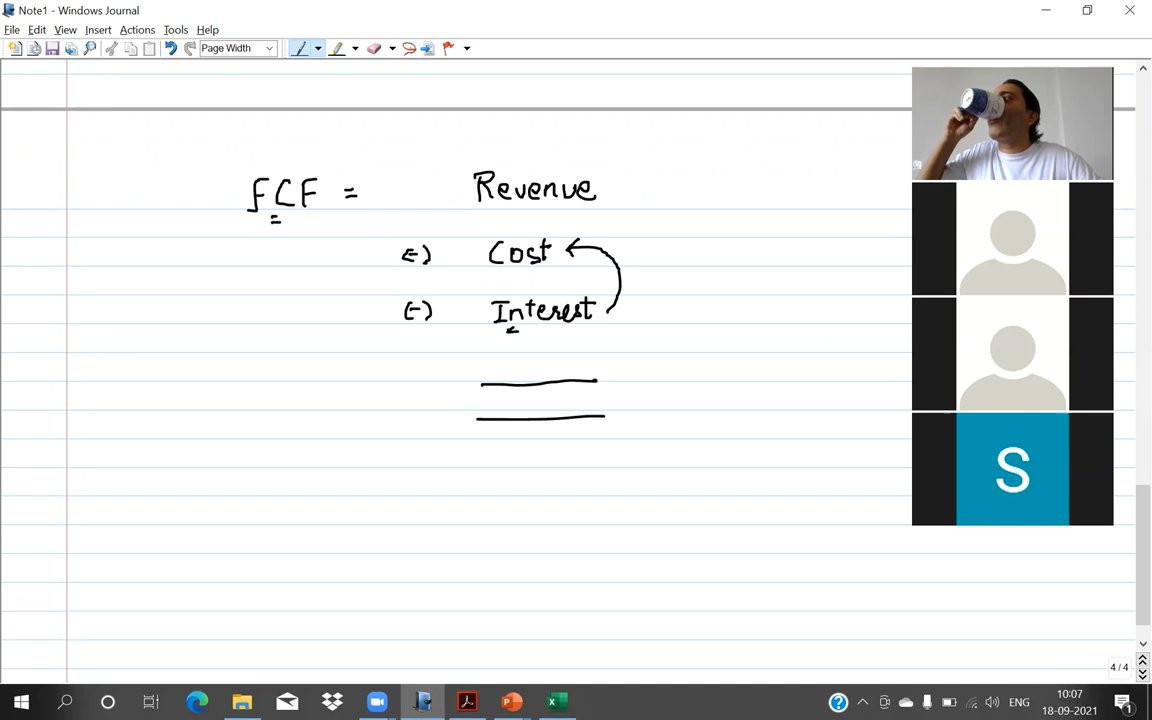 Note1 - Windows Journal
File Edit View Insert Actions Tools Help
Page Width
FCF = Revenue
(-) Cost
(-) Interest
S
4 / 4
ENG
10:07
18-09-2021
1